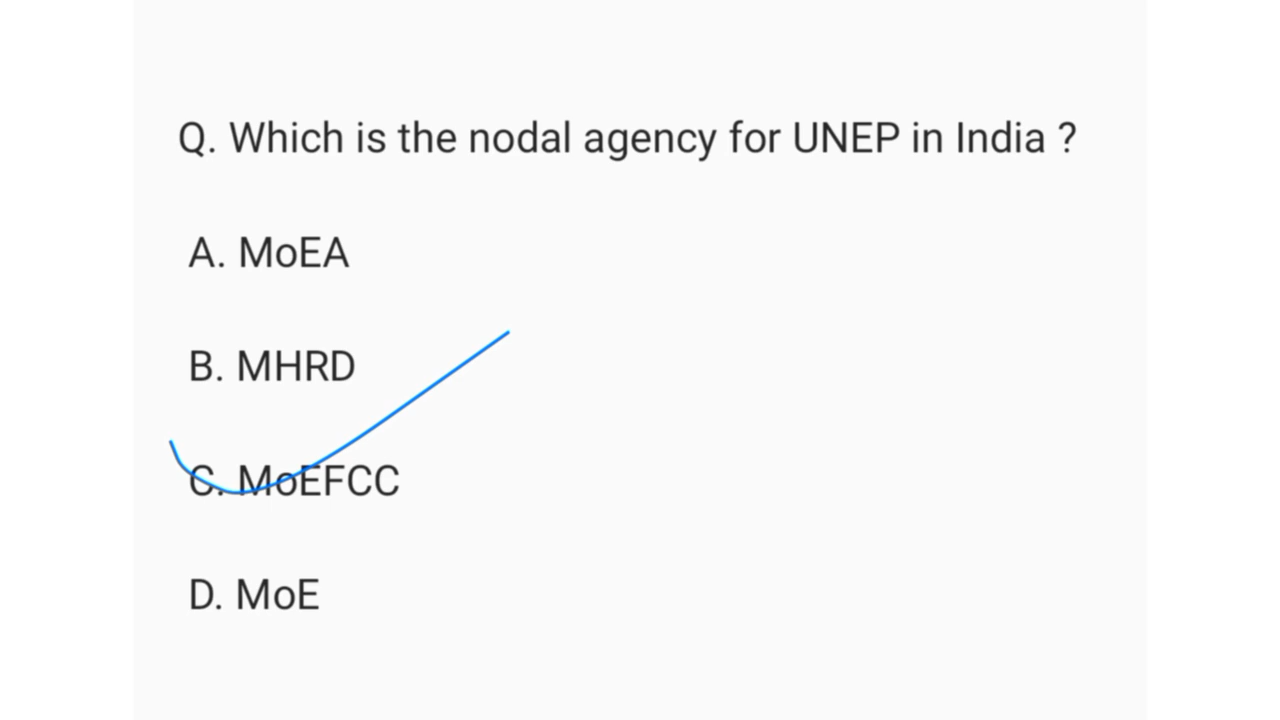 Q. Which is the nodal agency for UNEP in India ?
A. MoEA
B. MHRD
C. MoEFCC
D. MoE